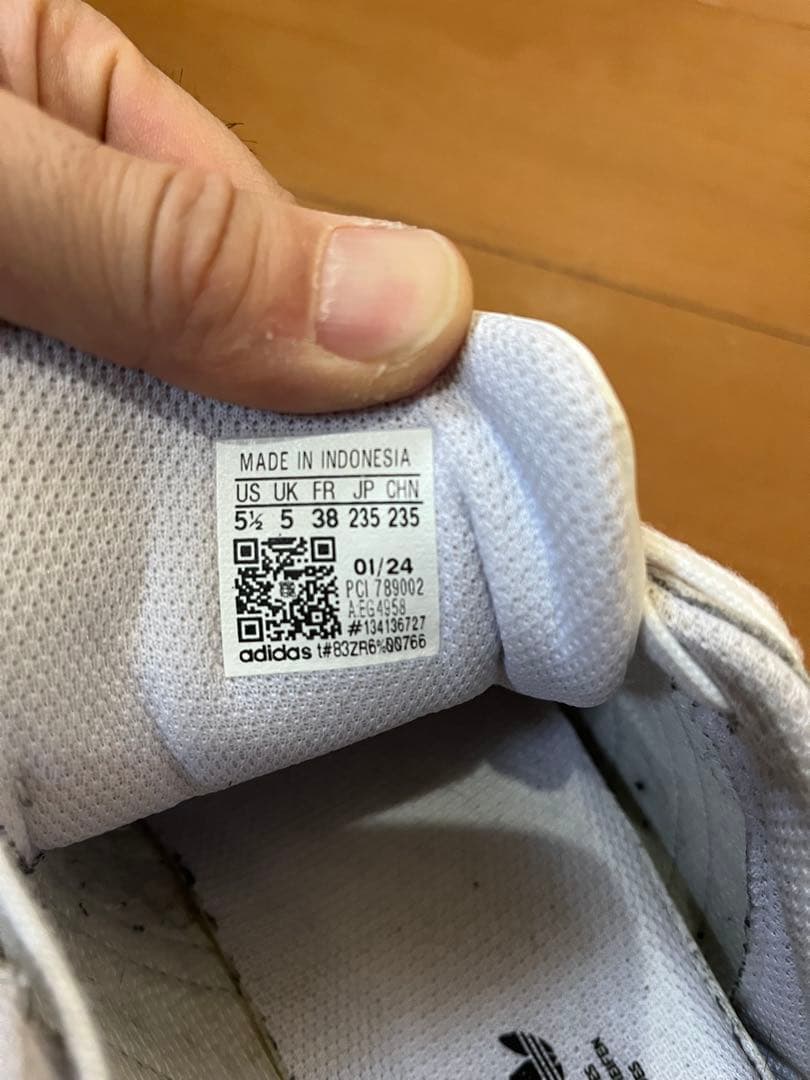 MADE IN INDONESIA
US UK FR JP CHN
5½ 5 38 235 235
01/24
PCI 789002
A.EG4958
#134136727
adidas t#83ZR6%00766